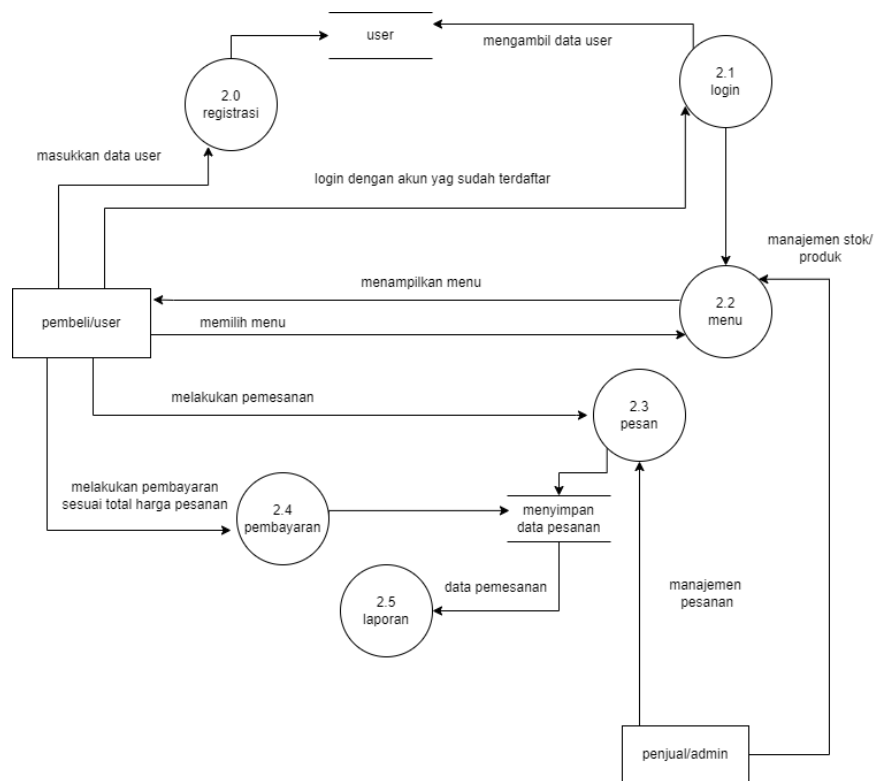 user
mengambil data user
2.1
login
2.0
registrasi
masukkan data user
login dengan akun yag sudah terdaftar
manajemen stok/
produk
menampilkan menu
2.2
menu
pembeli/user
memilih menu
melakukan pemesanan
2.3
pesan
melakukan pembayaran
sesuai total harga pesanan
2.4
pembayaran
menyimpan
data pesanan
data pemesanan
2.5
laporan
manajemen
pesanan
penjual/admin